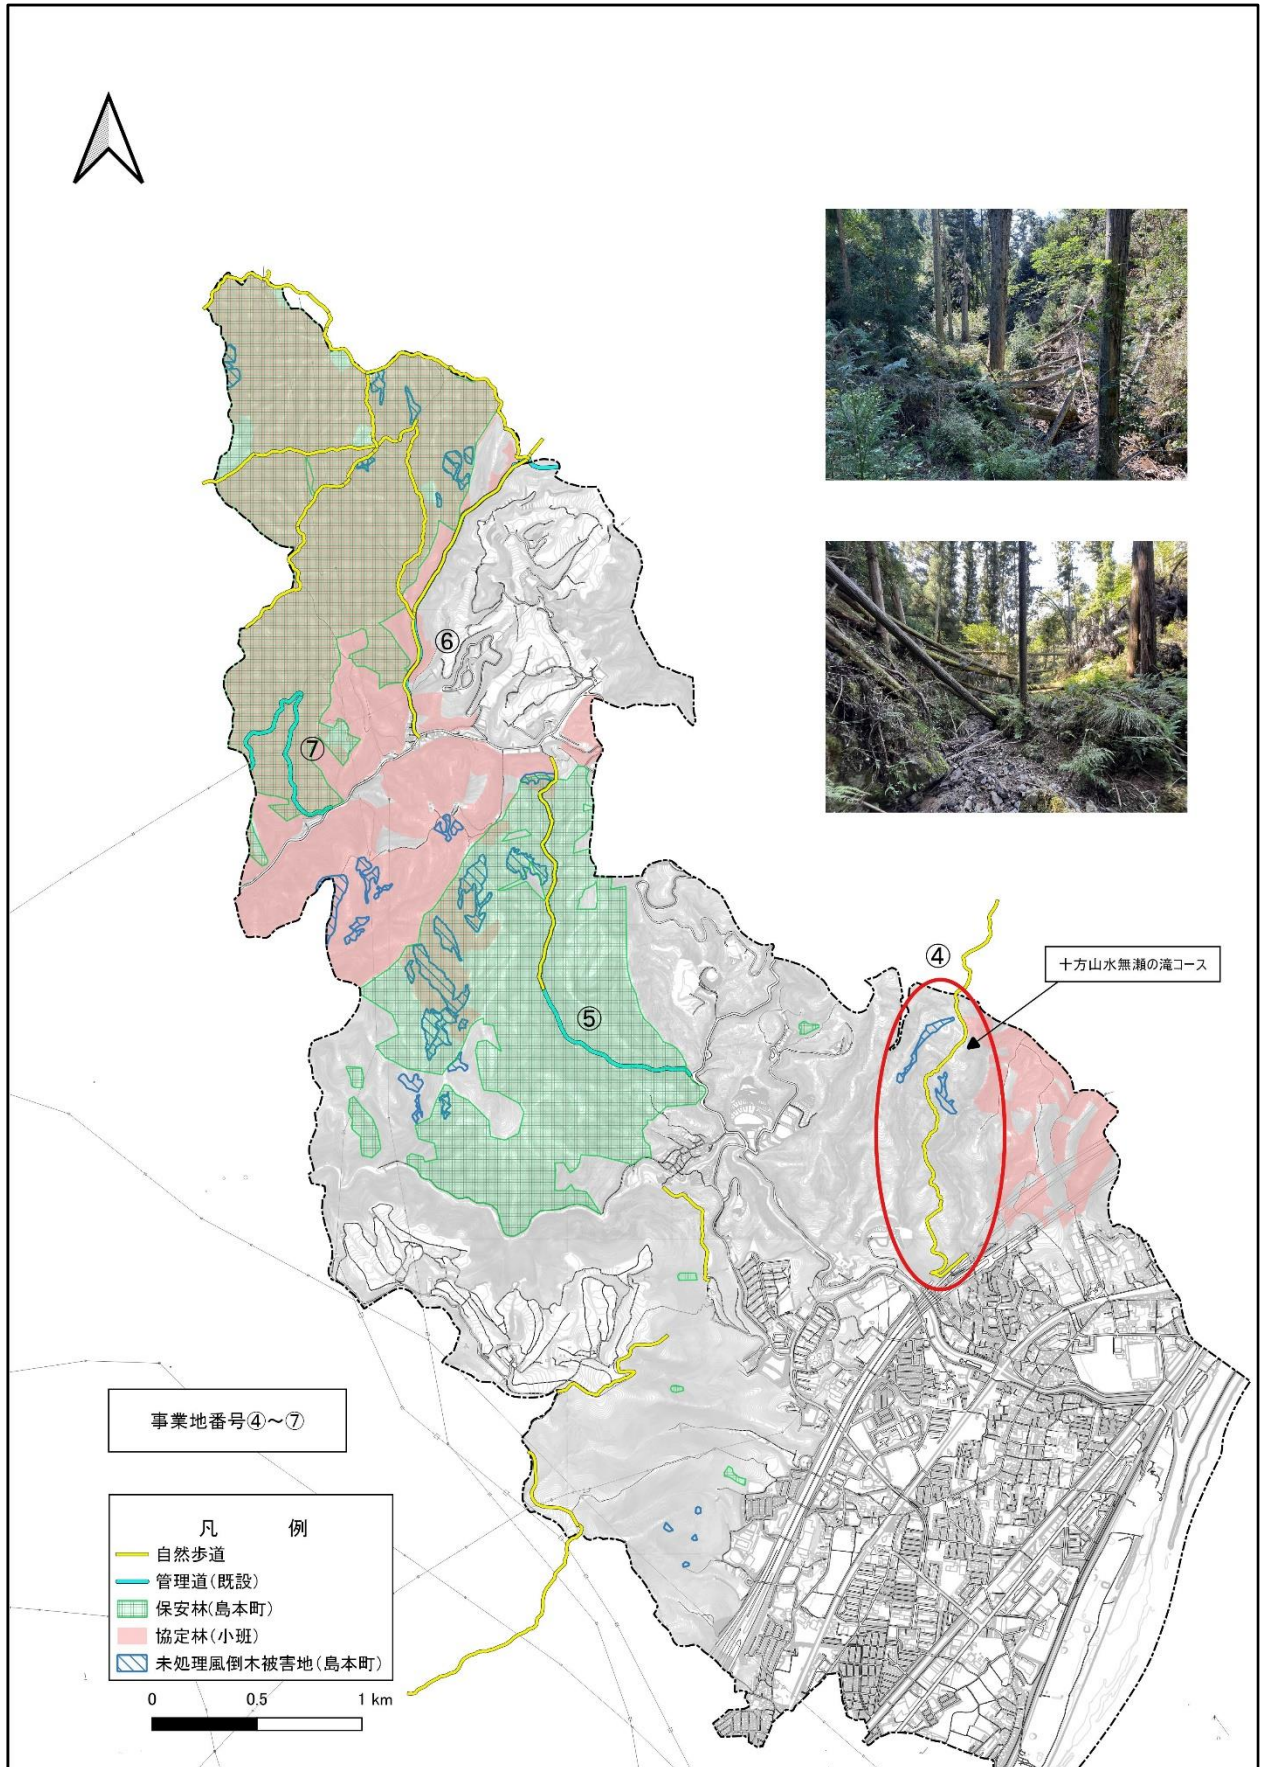 ⑥
⑦
④
十方山水無瀬の滝コース
⑤
事業地番号④～⑦
凡 例
自然歩道
管理道(既設)
保安林(島本町)
協定林(小班)
未処理風倒木被害地(島本町)
0 0.5 1 km